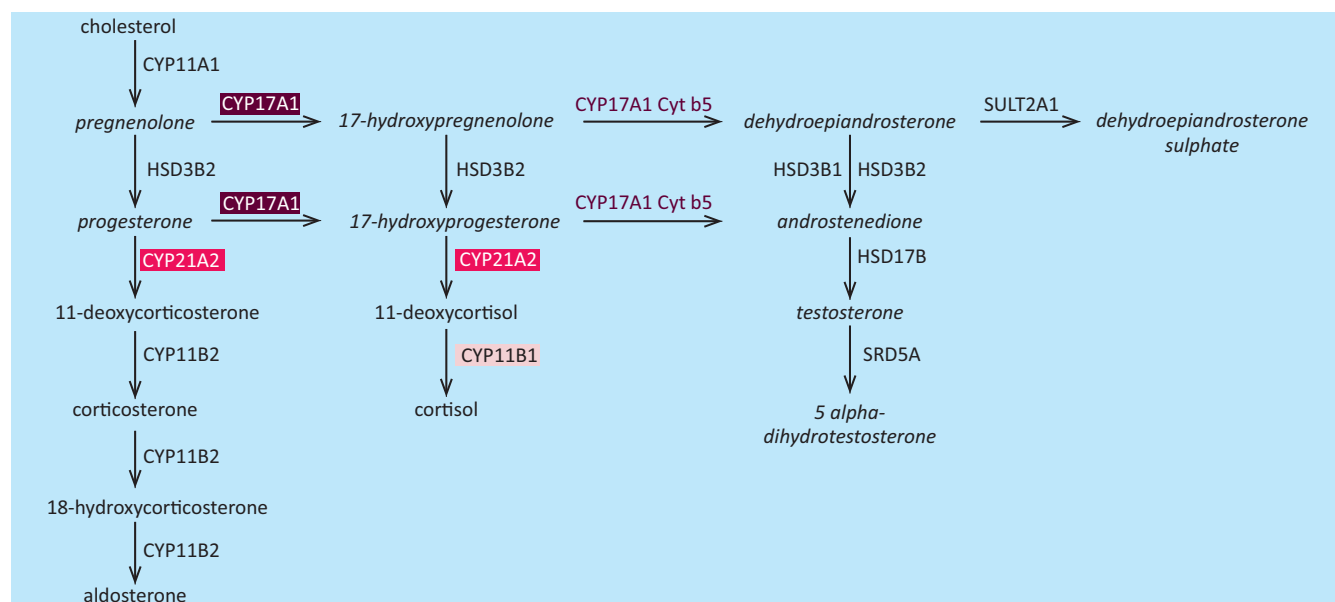 cholesterol
CYP11A1
CYP17A1
CYP17A1 Cyt b5
SULT2A1
pregnenolone
17-hydroxypregnenolone
dehydroepiandrosterone
dehydroepiandrosterone
sulphate
HSD3B2
HSD3B2
HSD3B1
HSD3B2
CYP17A1
CYP17A1 Cyt b5
progesterone
17-hydroxyprogesterone
androstenedione
CYP21A2
CYP21A2
HSD17B
11-deoxycorticosterone
11-deoxycortisol
testosterone
CYP11B2
CYP11B1
SRD5A
corticosterone
cortisol
5 alpha-
dihydrotestosterone
CYP11B2
18-hydroxycorticosterone
CYP11B2
aldosterone